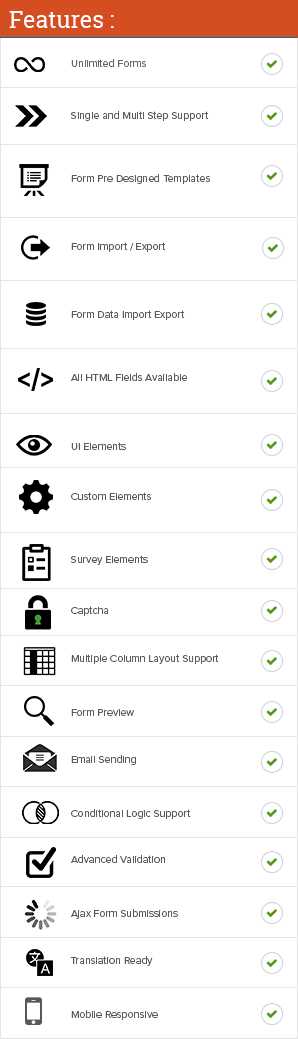 Features :
Unlimited Forms
Single and Multi Step Support
Form Pre Designed Templates
Form Import / Export
Form Data Import Export
</>
All HTML Fields Available
UI Elements
Custom Elements
Survey Elements
Captcha
Multiple Column Layout Support
Form Preview
Email Sending
Conditional Logic Support
Advanced Validation
Ajax Form Submissions
文 A
Translation Ready
Mobile Responsive